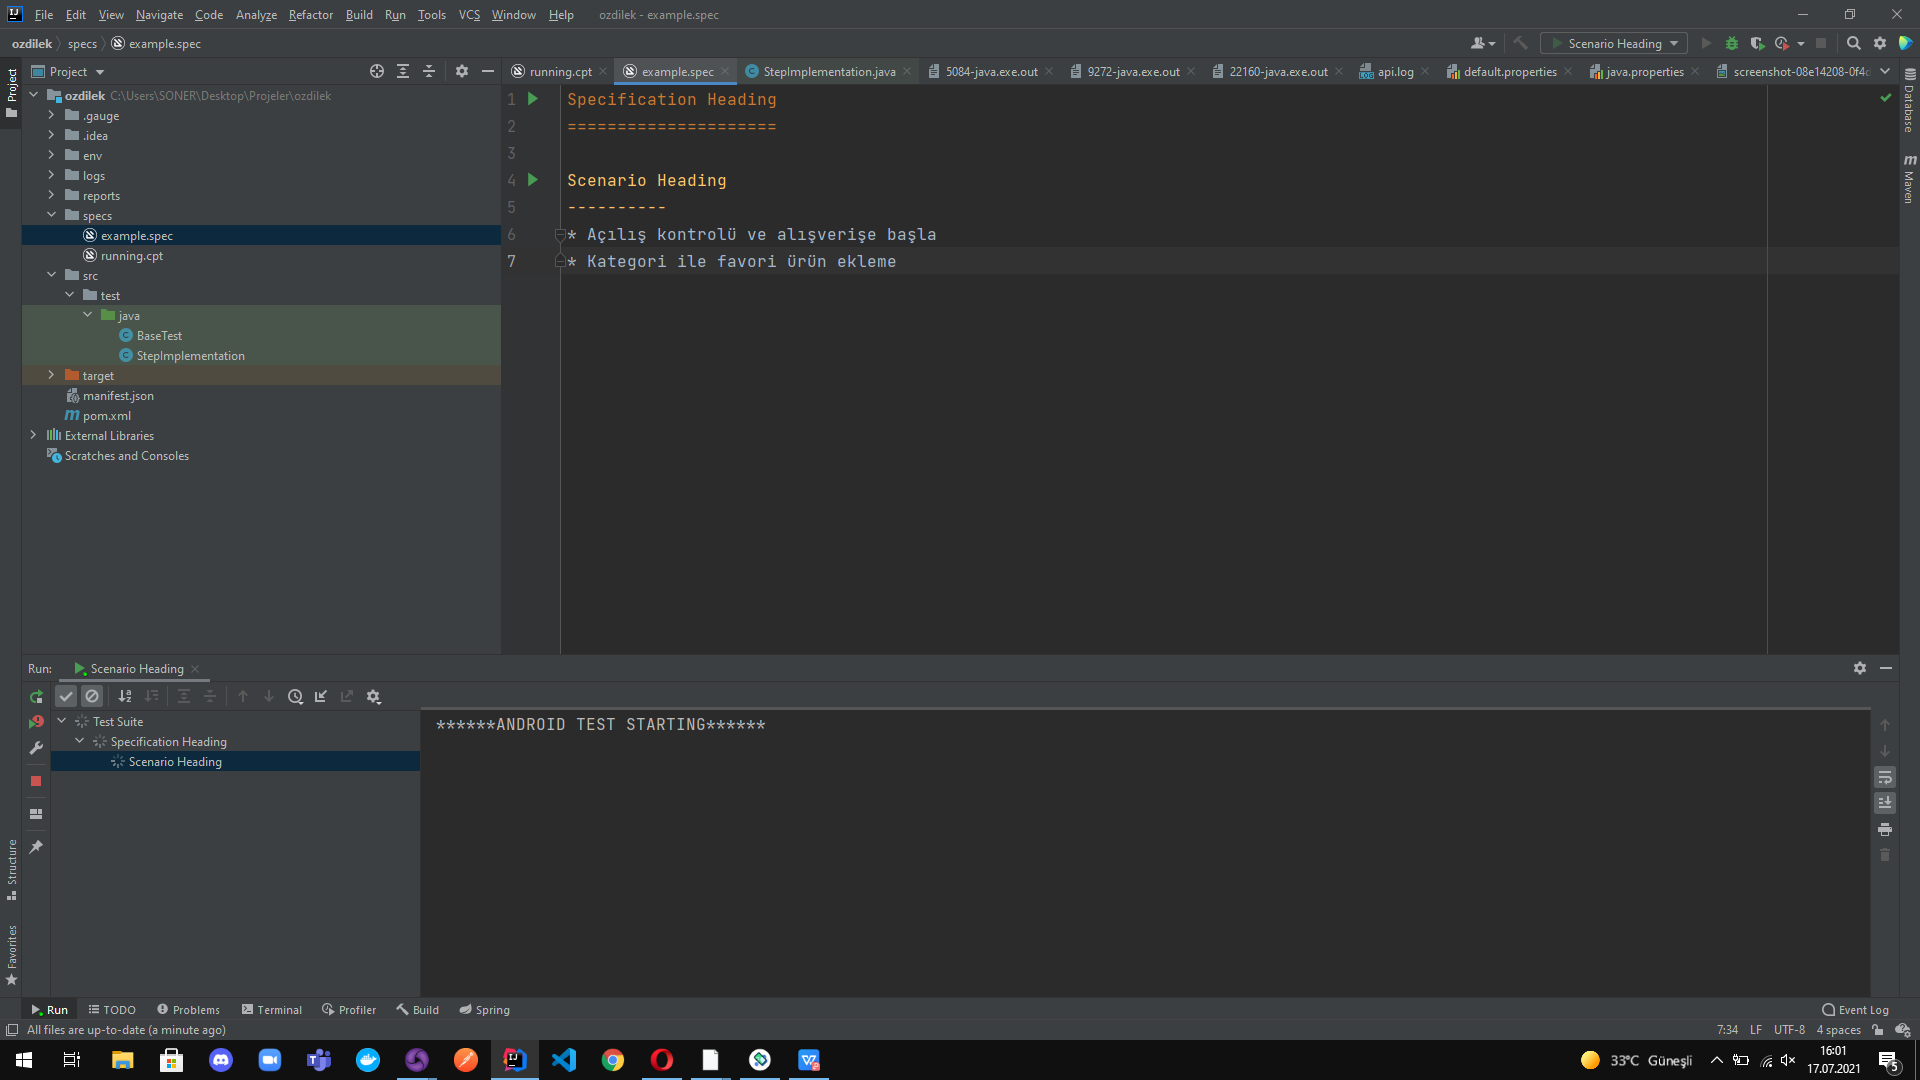 File Edit View Navigate Code Analyze Refactor Build Run Tools VCS Window Help ozdilek - example.spec
ozdilek specs example.spec
Scenario Heading
Project
running.cpt example.spec StepImplementation.java 5084-java.exe.out 9272-java.exe.out 22160-java.exe.out api.log default.properties java.properties screenshot-08e14208-0f4d
Project
ozdilek C:\Users\SONER\Desktop\Projeler\ozdilek
.gauge
.idea
env
logs
reports
specs
example.spec
running.cpt
src
test
java
BaseTest
StepImplementation
target
manifest.json
pom.xml
External Libraries
Scratches and Consoles
1 Specification Heading
2 =====================
3
4 Scenario Heading
5 ----------
6 * Açılış kontrolü ve alışverişe başla
7 * Kategori ile favori ürün ekleme
Database
Maven
Run: Scenario Heading
Test Suite
Specification Heading
Scenario Heading
******ANDROID TEST STARTING******
Structure
Favorites
Run TODO Problems Terminal Profiler Build Spring Event Log
All files are up-to-date (a minute ago) 7:34 LF UTF-8 4 spaces
33°C Güneşli
16:01
17.07.2021
5